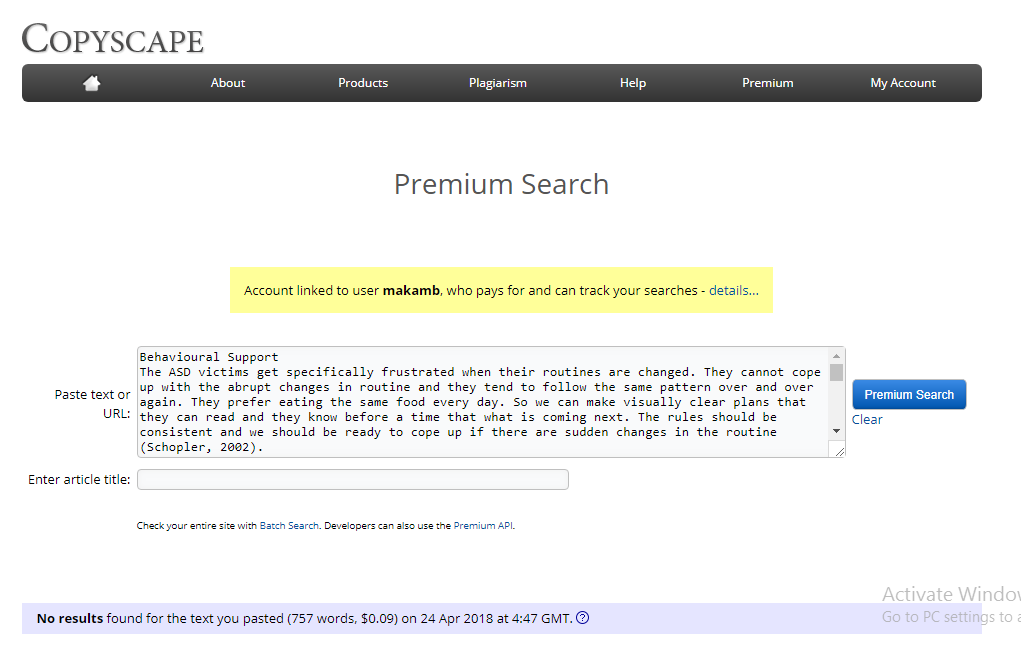 COPYSCAPE
About Products Plagiarism Help Premium My Account
Premium Search
Account linked to user makamb, who pays for and can track your searches - details...
Paste text or
URL:
Behavioural Support
The ASD victims get specifically frustrated when their routines are changed. They cannot cope
up with the abrupt changes in routine and they tend to follow the same pattern over and over
again. They prefer eating the same food every day. So we can make visually clear plans that
they can read and they know before a time that what is coming next. The rules should be
consistent and we should be ready to cope up if there are sudden changes in the routine
(Schopler, 2002).
Premium Search
Clear
Enter article title:
Check your entire site with Batch Search. Developers can also use the Premium API.
Activate Window
Go to PC settings to a
No results found for the text you pasted (757 words, $0.09) on 24 Apr 2018 at 4:47 GMT. ?